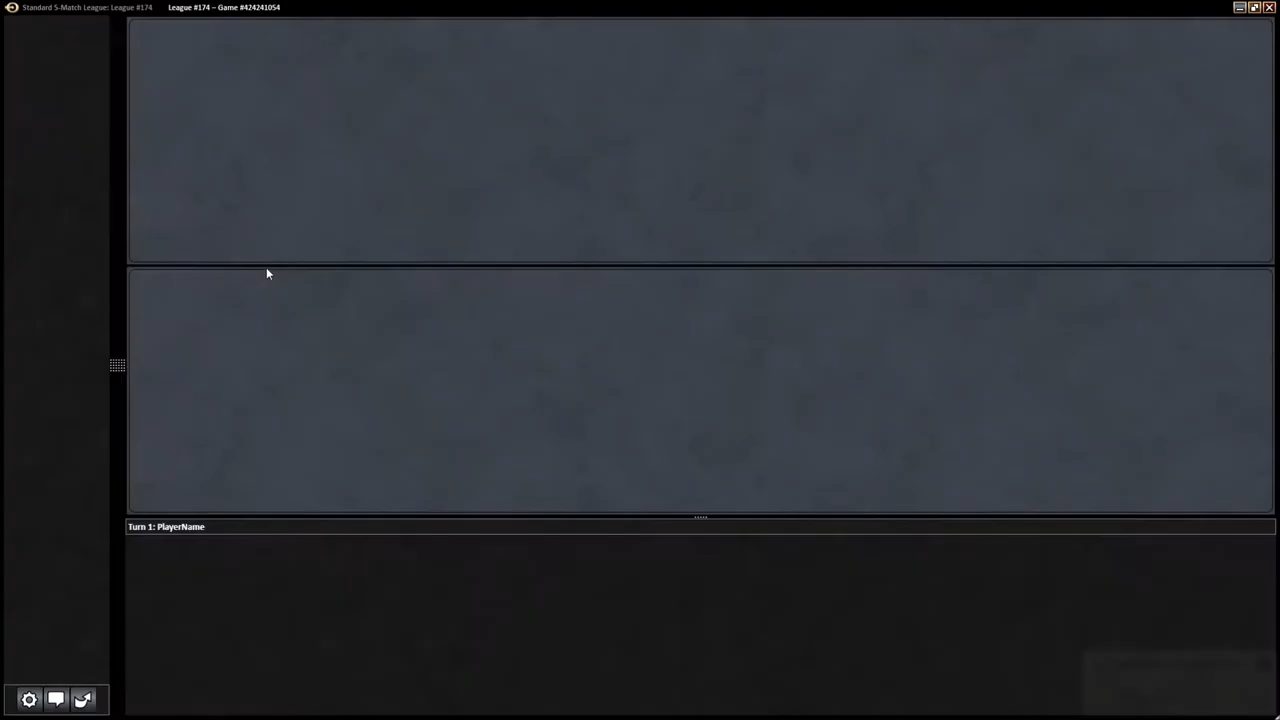 Standard 5-Match League: League #174
League #174 – Game #424241054
Turn 1: PlayerName